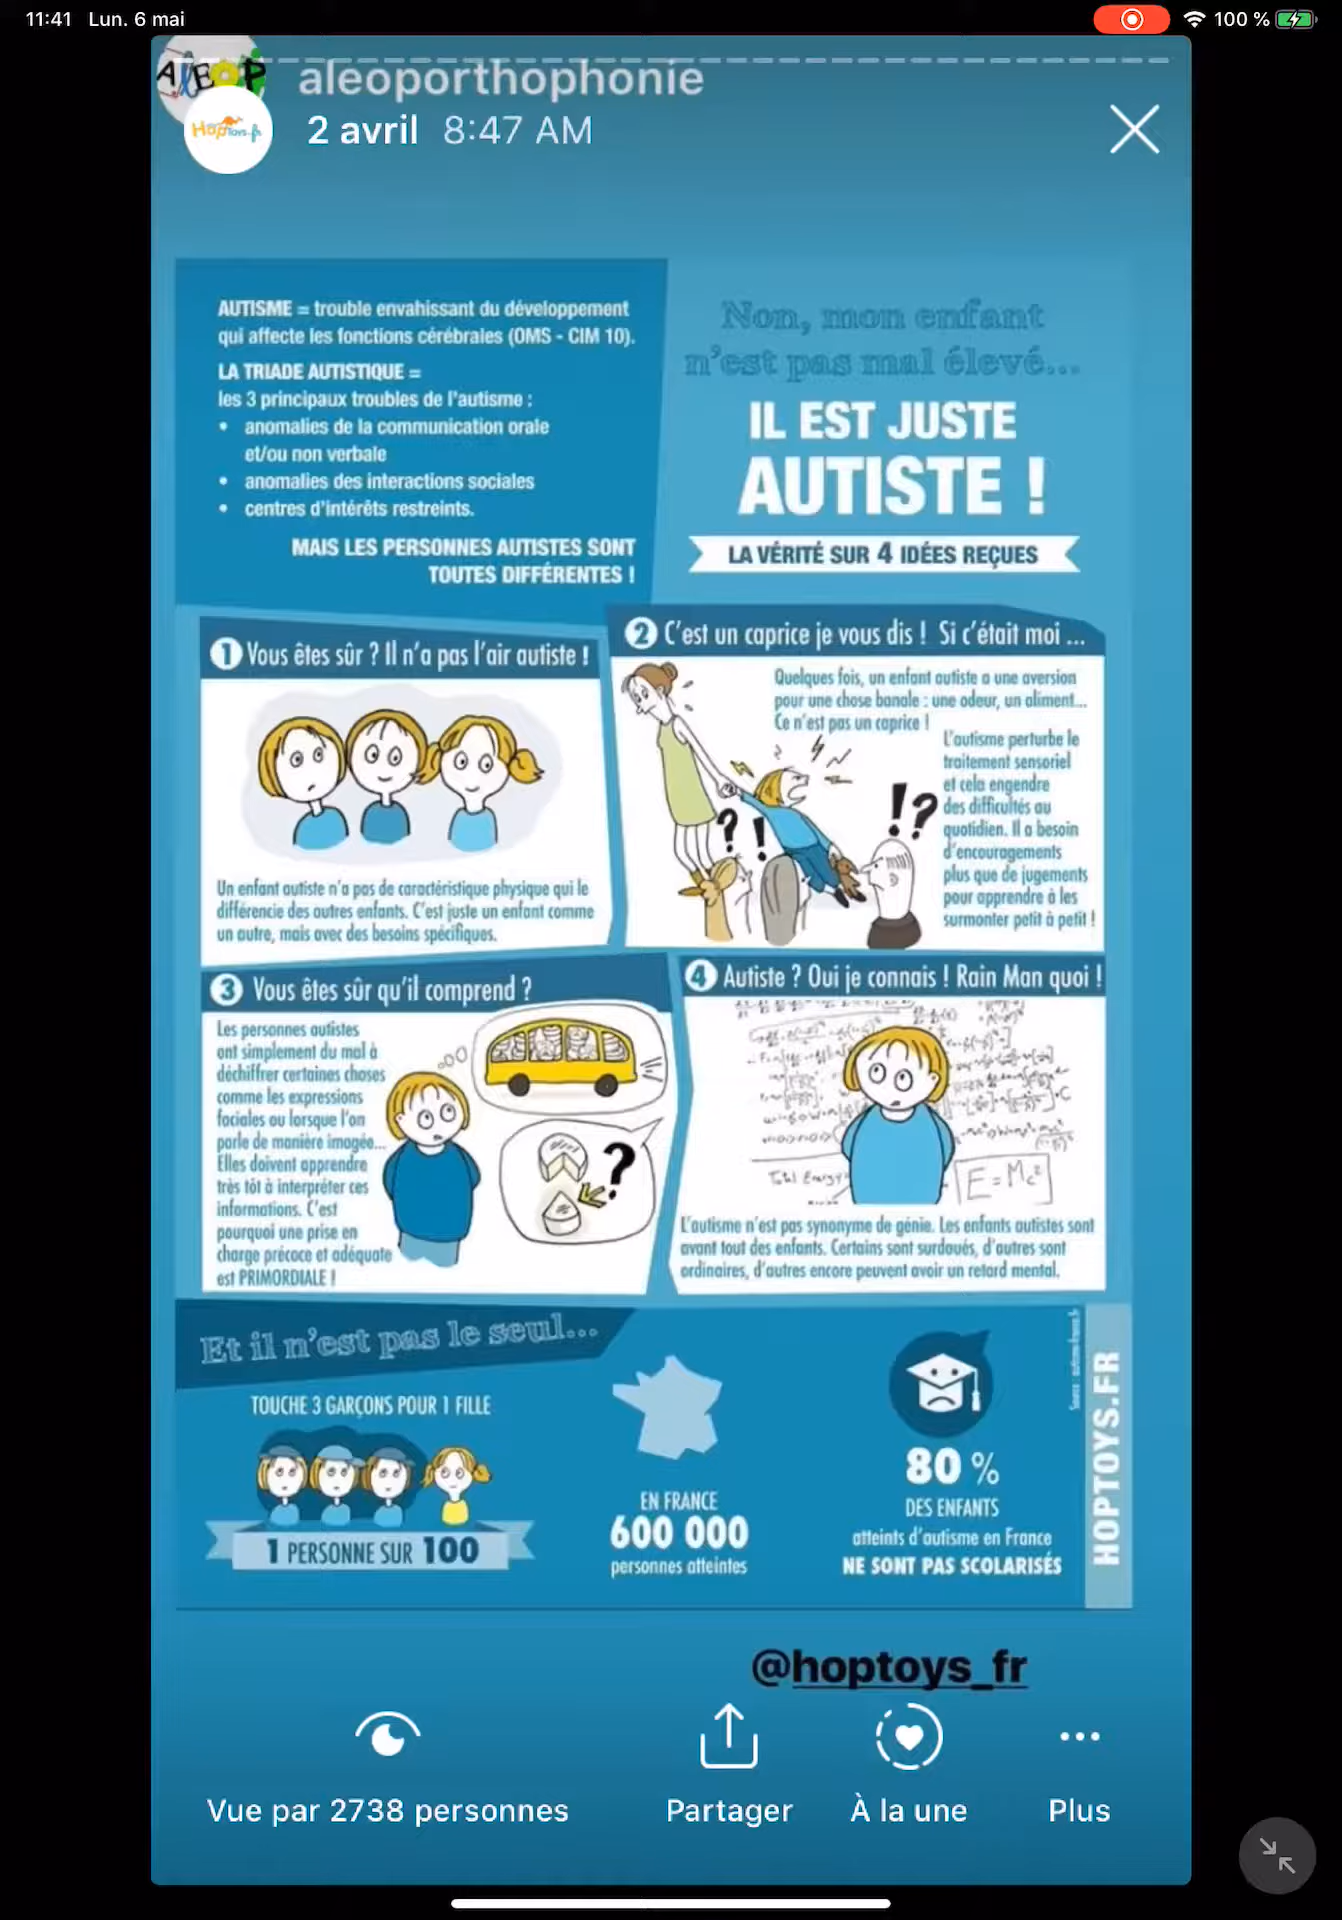 11:41 Lun. 6 mai
100 %
ALEOP
aleoporthophonie
HopToys.fr
2 avril 8:47 AM
AUTISME = trouble envahissant du développement
qui affecte les fonctions cérébrales (OMS - CIM 10).
LA TRIADE AUTISTIQUE =
les 3 principaux troubles de l'autisme :
• anomalies de la communication orale
et/ou non verbale
• anomalies des interactions sociales
• centres d'intérêts restreints.
MAIS LES PERSONNES AUTISTES SONT
TOUTES DIFFÉRENTES !
Non, mon enfant
n'est pas mal élevé...
IL EST JUSTE
AUTISTE !
LA VÉRITÉ SUR 4 IDÉES REÇUES
1 Vous êtes sûr ? Il n'a pas l'air autiste !
Un enfant autiste n'a pas de caractéristique physique qui le
différencie des autres enfants. C'est juste un enfant comme
un autre, mais avec des besoins spécifiques.
2 C'est un caprice je vous dis ! Si c'était moi ...
Quelques fois, un enfant autiste a une aversion
pour une chose banale : une odeur, un aliment...
Ce n'est pas un caprice !
L'autisme perturbe le
traitement sensoriel
et cela engendre
des difficultés au
quotidien. Il a besoin
d'encouragements
plus que de jugements
pour apprendre à les
surmonter petit à petit !
? !
!?
3 Vous êtes sûr qu'il comprend ?
Les personnes autistes
ont simplement du mal à
déchiffrer certaines choses
comme les expressions
faciales ou lorsque l'on
parle de manière imagée...
Elles doivent apprendre
très tôt à interpréter ces
informations. C'est
pourquoi une prise en
charge précoce et adéquate
est PRIMORDIALE !
?
4 Autiste ? Oui je connais ! Rain Man quoi !
Total Energy
E=Mc²
L'autisme n'est pas synonyme de génie. Les enfants autistes sont
avant tout des enfants. Certains sont surdoués, d'autres sont
ordinaires, d'autres encore peuvent avoir un retard mental.
Et il n'est pas le seul...
TOUCHE 3 GARÇONS POUR 1 FILLE
1 PERSONNE SUR 100
EN FRANCE
600 000
personnes atteintes
80 %
DES ENFANTS
atteints d'autisme en France
NE SONT PAS SCOLARISÉS
Source : autisme-france.fr
HOPTOYS.FR
@hoptoys_fr
Vue par 2738 personnes
Partager
À la une
Plus